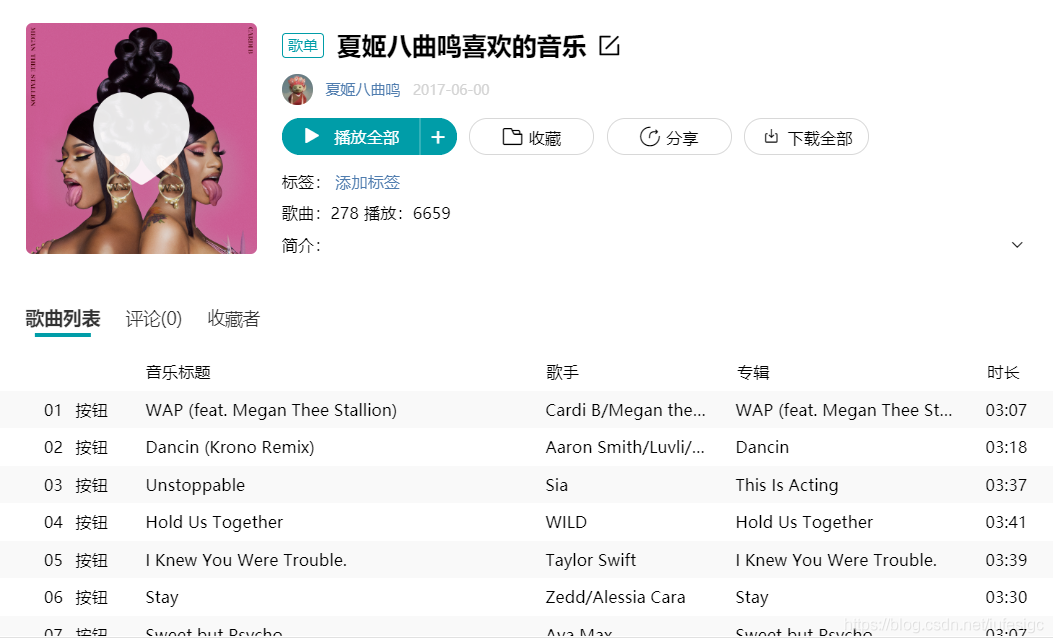 MEGAN THEE STALLION
CARDI B
歌单 夏姬八曲鸣喜欢的音乐
夏姬八曲鸣 2017-06-00
播放全部 + 收藏 分享 下载全部
标签： 添加标签
歌曲：278 播放：6659
简介：
歌曲列表 评论(0) 收藏者
音乐标题 歌手 专辑 时长
01 按钮 WAP (feat. Megan Thee Stallion) Cardi B/Megan the... WAP (feat. Megan Thee St... 03:07
02 按钮 Dancin (Krono Remix) Aaron Smith/Luvli/... Dancin 03:18
03 按钮 Unstoppable Sia This Is Acting 03:37
04 按钮 Hold Us Together WILD Hold Us Together 03:41
05 按钮 I Knew You Were Trouble. Taylor Swift I Knew You Were Trouble. 03:39
06 按钮 Stay Zedd/Alessia Cara Stay 03:30
07 按钮 Sweet but Psycho Ava Max Sweet but Psycho 03:07